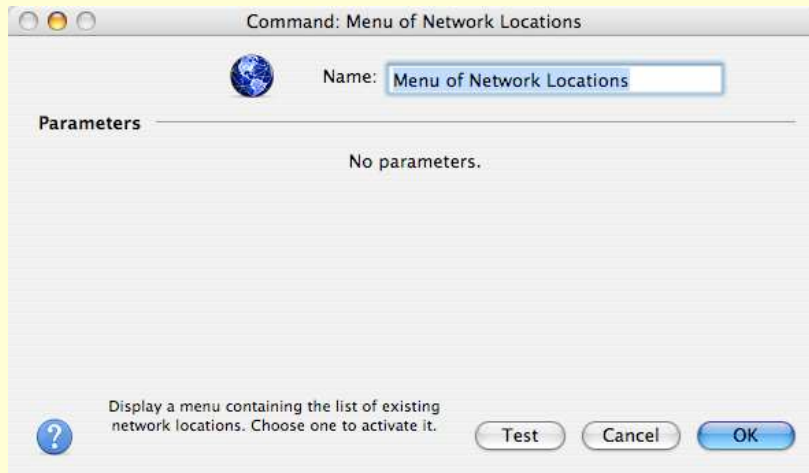 Command: Menu of Network Locations
Name: Menu of Network Locations
Parameters
No parameters.
Display a menu containing the list of existing
network locations. Choose one to activate it.
? Test Cancel OK